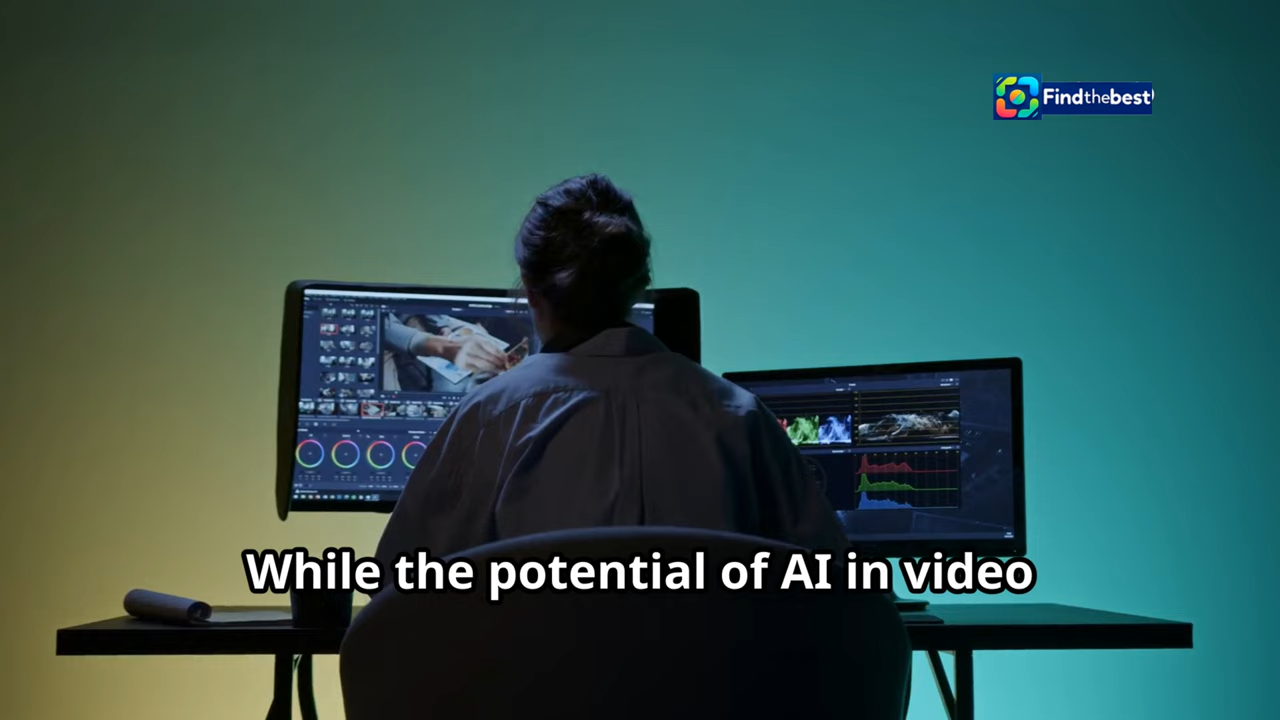 Findthebest
While the potential of AI in video